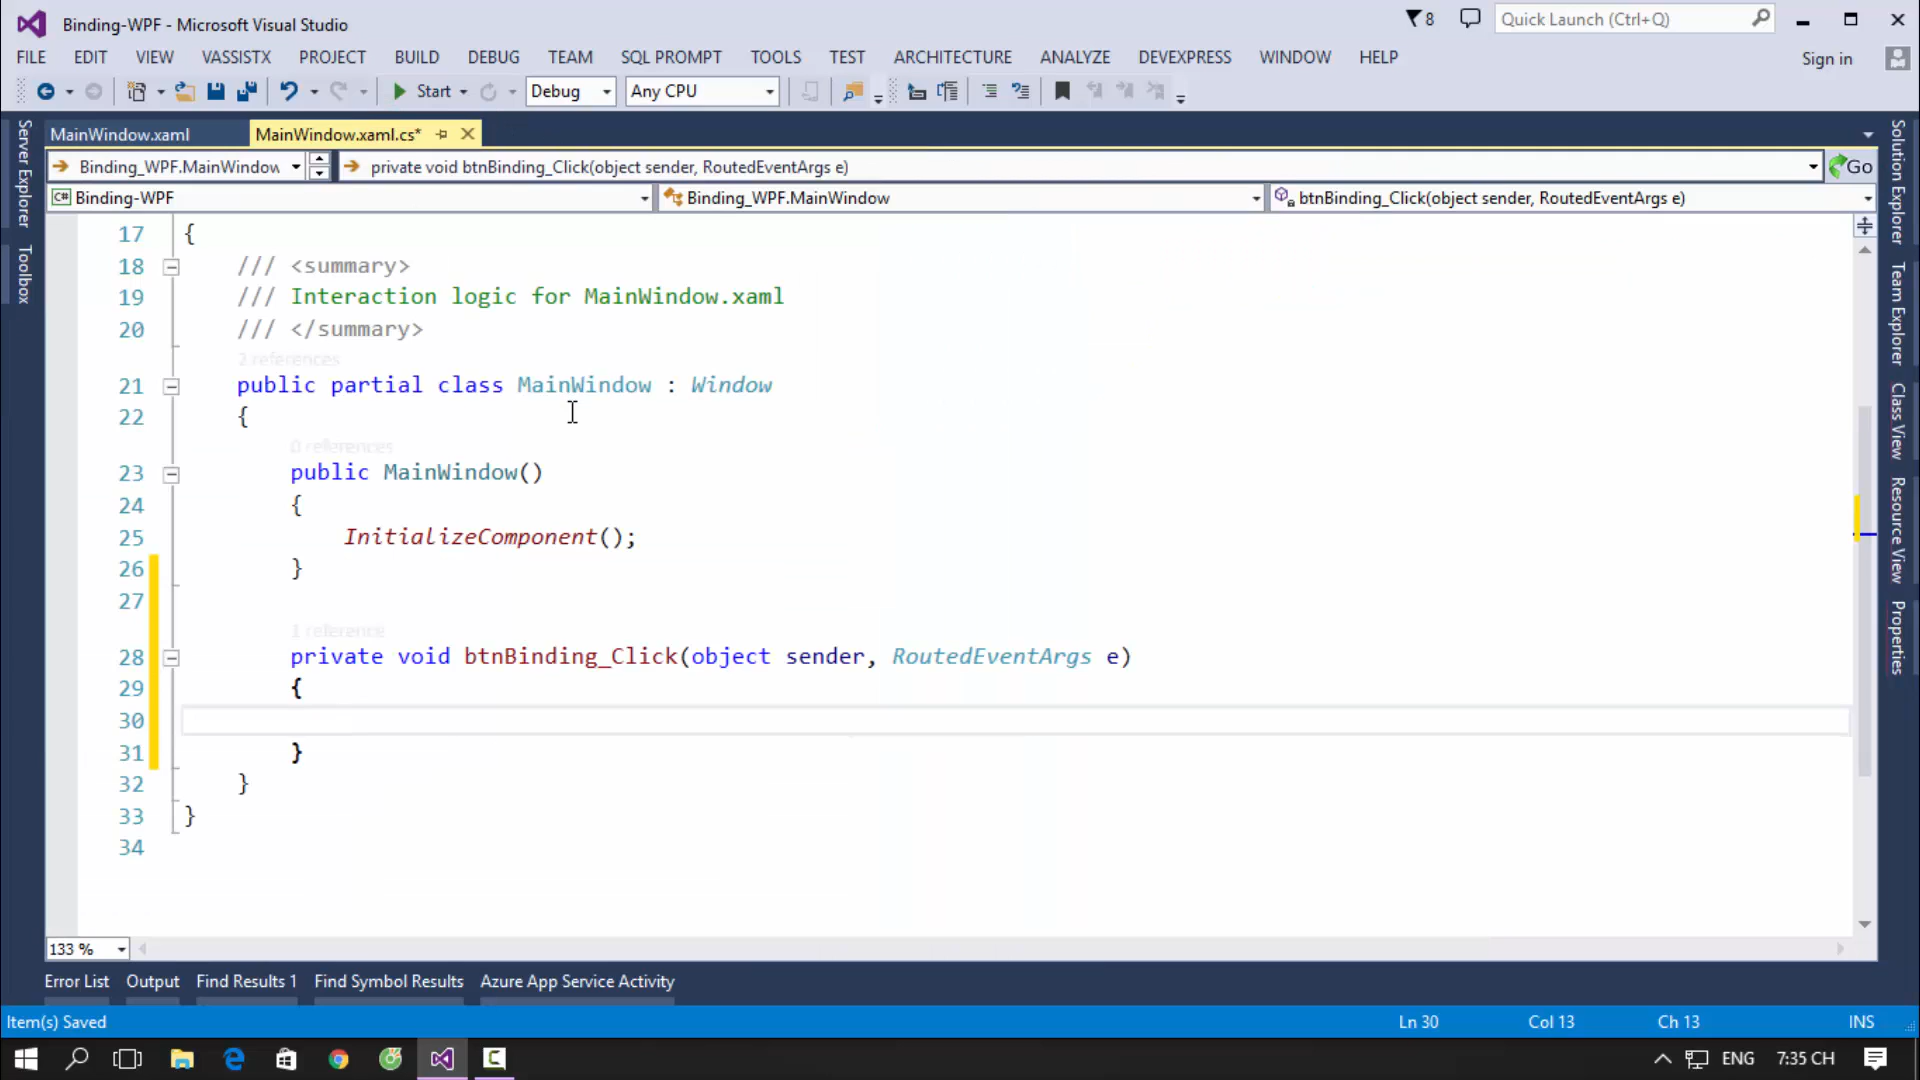 Binding-WPF - Microsoft Visual Studio
8
Quick Launch (Ctrl+Q)
FILE EDIT VIEW VASSISTX PROJECT BUILD DEBUG TEAM SQL PROMPT TOOLS TEST ARCHITECTURE ANALYZE DEVEXPRESS WINDOW HELP
Sign in
Start Debug Any CPU
MainWindow.xaml MainWindow.xaml.cs*
Binding_WPF.MainWindow private void btnBinding_Click(object sender, RoutedEventArgs e) Go
C# Binding-WPF Binding_WPF.MainWindow btnBinding_Click(object sender, RoutedEventArgs e)
Server Explorer
Toolbox
17 {
18 /// <summary>
19 /// Interaction logic for MainWindow.xaml
20 /// </summary>
2 references
21 public partial class MainWindow : Window
22 {
0 references
23 public MainWindow()
24 {
25 InitializeComponent();
26 }
27
1 reference
28 private void btnBinding_Click(object sender, RoutedEventArgs e)
29 {
30
31 }
32 }
33 }
34
Solution Explorer
Team Explorer
Class View
Resource View
Properties
133 %
Error List Output Find Results 1 Find Symbol Results Azure App Service Activity
Item(s) Saved Ln 30 Col 13 Ch 13 INS
ENG 7:35 CH